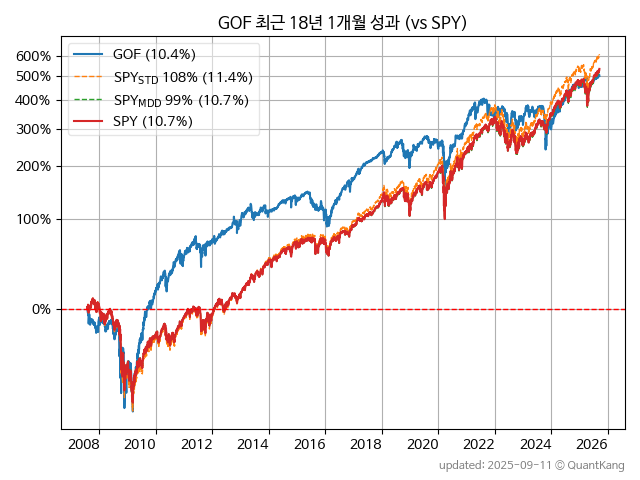 GOF 최근 18년 1개월 성과 (vs SPY)
GOF (10.4%)
SPY_STD 108% (11.4%)
SPY_MDD 99% (10.7%)
SPY (10.7%)
600%
500%
400%
300%
200%
100%
0%
2008 2010 2012 2014 2016 2018 2020 2022 2024 2026
updated: 2025-09-11 © QuantKang